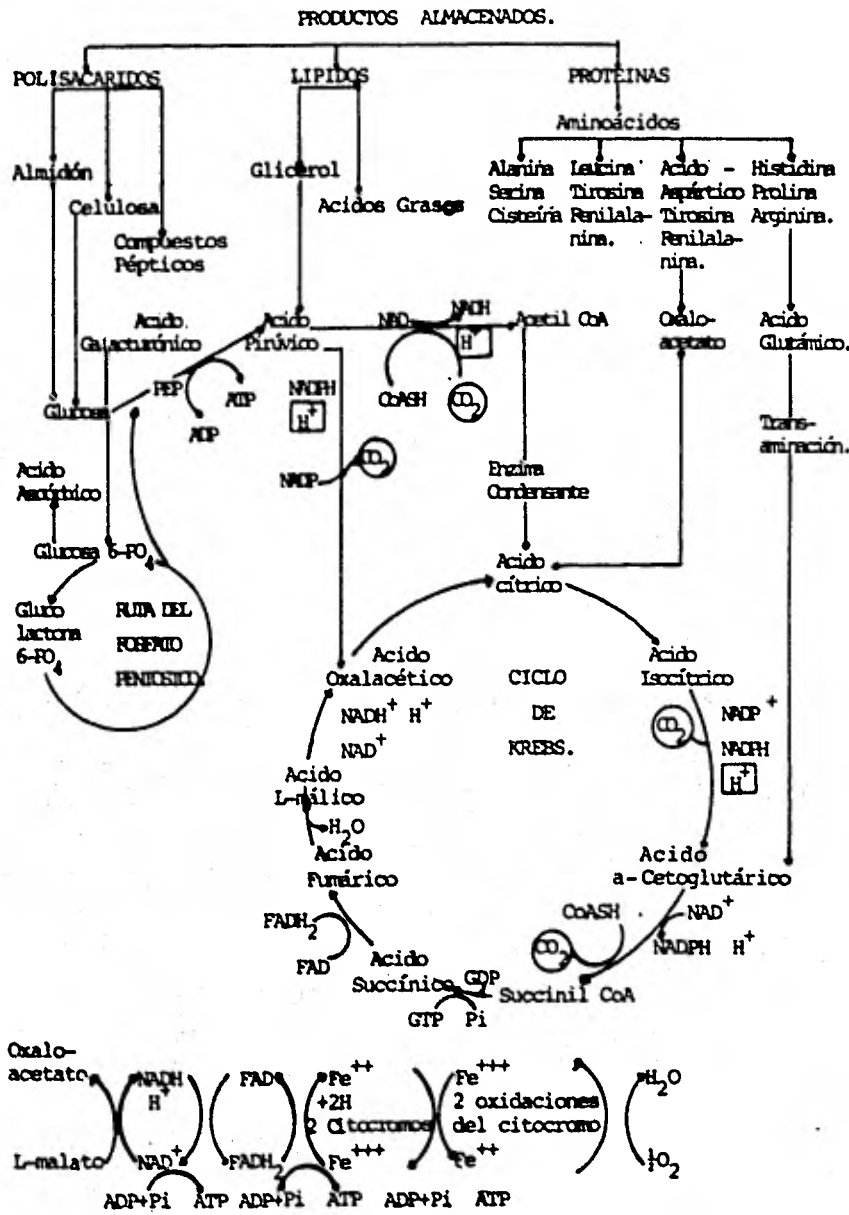 PRODUCTOS ALMACENADOS.
POLISACARIDOS
LIPIDOS
PROTEINAS
Aminoácidos
Almidón
Celúlosa
Compuestos
Pépticos
Glicerol
Acidos Grasos
Alanina
Serina
Cisteína
Leucina
Tirosina
Renilala-
nina.
Acido -
Aspártico
Tirosina
Renilala-
nina.
Histidina
Prolina
Arginina.
Acido
Galacturónico
Acido
Pirúvico
NAD
NADH
H+
Acetil CoA
Oxalo-
acetato
Acido
Glutámico.
PEP
ATP
ADP
Glucosa
NADPH
H+
CoASH
CO2
NADP
CO2
Trans-
aminación.
Acido
Ascórbico
Enzima
Condensante
Glucosa 6-PO4
Acido
cítrico
Gluco
lactona
6-PO4
RUTA DEL
FOSFATO
PENTOSICO.
Acido
Oxalacético
NADH+ H+
NAD+
CICLO
DE
KREBS.
Acido
Isocítrico
CO2
NADP+
NADPH
H+
Acido
L-málico
H2O
Acido
Fumárico
Acido
a-Cetoglutárico
FADH2
FAD
CoASH
NAD+
NADPH H+
CO2
Acido
Succínico
GDP
Succinil CoA
GTP Pi
Oxalo-
acetato
NADH
H+
FAD
Fe++
+2H
2 Citocromos
Fe+++
2 oxidaciones
del citocromo
H2O
L-malato
NAD+
FADH2
Fe+++
Fe++
½O2
ADP+Pi ATP ADP+Pi ATP ADP+Pi ATP